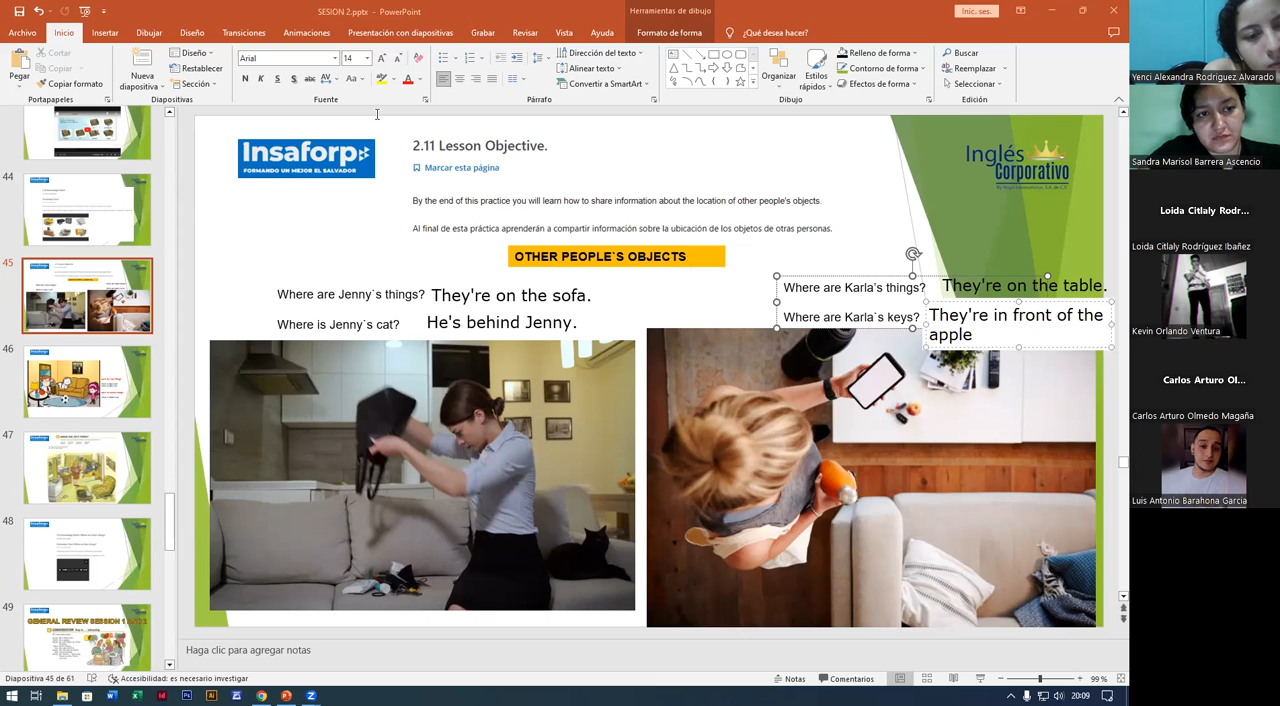 SESION 2.pptx - PowerPoint
Herramientas de dibujo
Inic. ses.
Archivo
Inicio
Insertar
Dibujar
Diseño
Transiciones
Animaciones
Presentación con diapositivas
Grabar
Revisar
Vista
Ayuda
Formato de forma
¿Qué desea hacer?
Pegar
Cortar
Copiar
Copiar formato
Portapapeles
Nueva
diapositiva
Diseño
Restablecer
Sección
Diapositivas
Arial
14
N K S S abc AV Aa A
Fuente
Párrafo
Dirección del texto
Alinear texto
Convertir a SmartArt
Organizar
Estilos
rápidos
Relleno de forma
Contorno de forma
Efectos de forma
Dibujo
Buscar
Reemplazar
Seleccionar
Edición
44
45
46
47
48
49
GENERAL REVIEW SESSION 1
Insaforp
FORMANDO UN MEJOR EL SALVADOR
2.11 Lesson Objective.
Marcar esta página
Inglés
Corporativo
By the end of this practice you will learn how to share information about the location of other people's objects.
Al final de esta práctica aprenderán a compartir información sobre la ubicación de los objetos de otras personas.
OTHER PEOPLE`S OBJECTS
Where are Jenny`s things? They're on the sofa.
Where is Jenny`s cat? He's behind Jenny.
Where are Karla's things? They're on the table.
Where are Karla`s keys? They're in front of the
apple
Haga clic para agregar notas
Diapositiva 45 de 61
Accesibilidad: es necesario investigar
Notas
Comentarios
99 %
20:09
Yenci Alexandra Rodriguez Alvarado
Sandra Marisol Barrera Ascencio
Loida Citlaly Rodr...
Loida Citlaly Rodríguez Ibañez
Kevin Orlando Ventura
Carlos Arturo Ol...
Carlos Arturo Olmedo Magaña
Luis Antonio Barahona Garcia